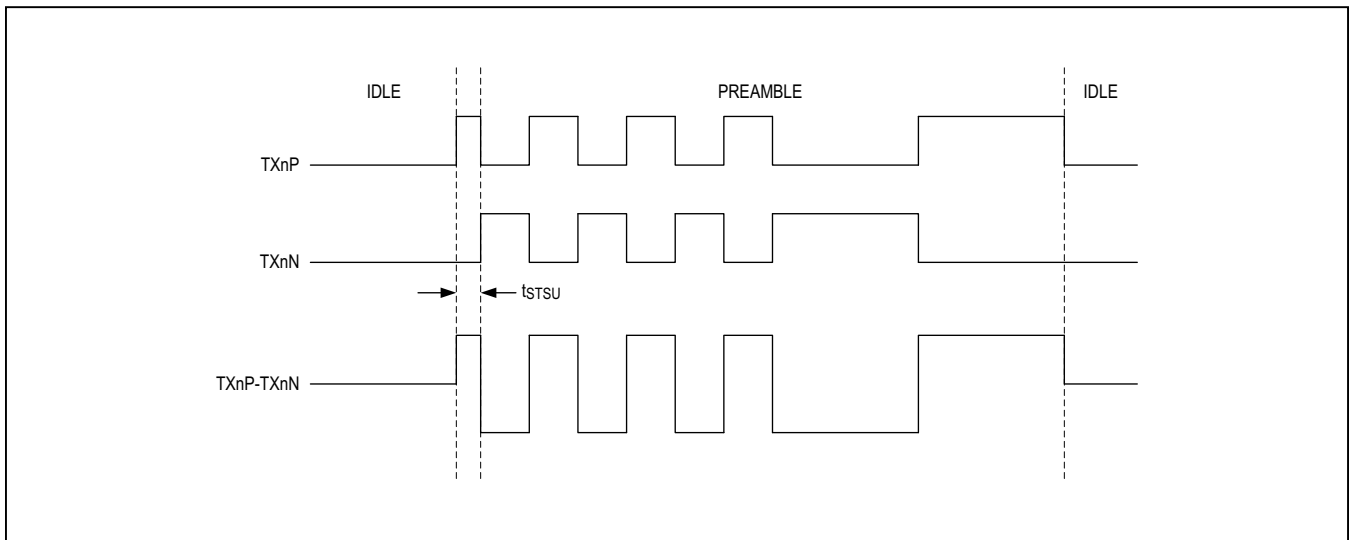 IDLE PREAMBLE IDLE
TXnP
TXnN
tSTSU
TXnP-TXnN